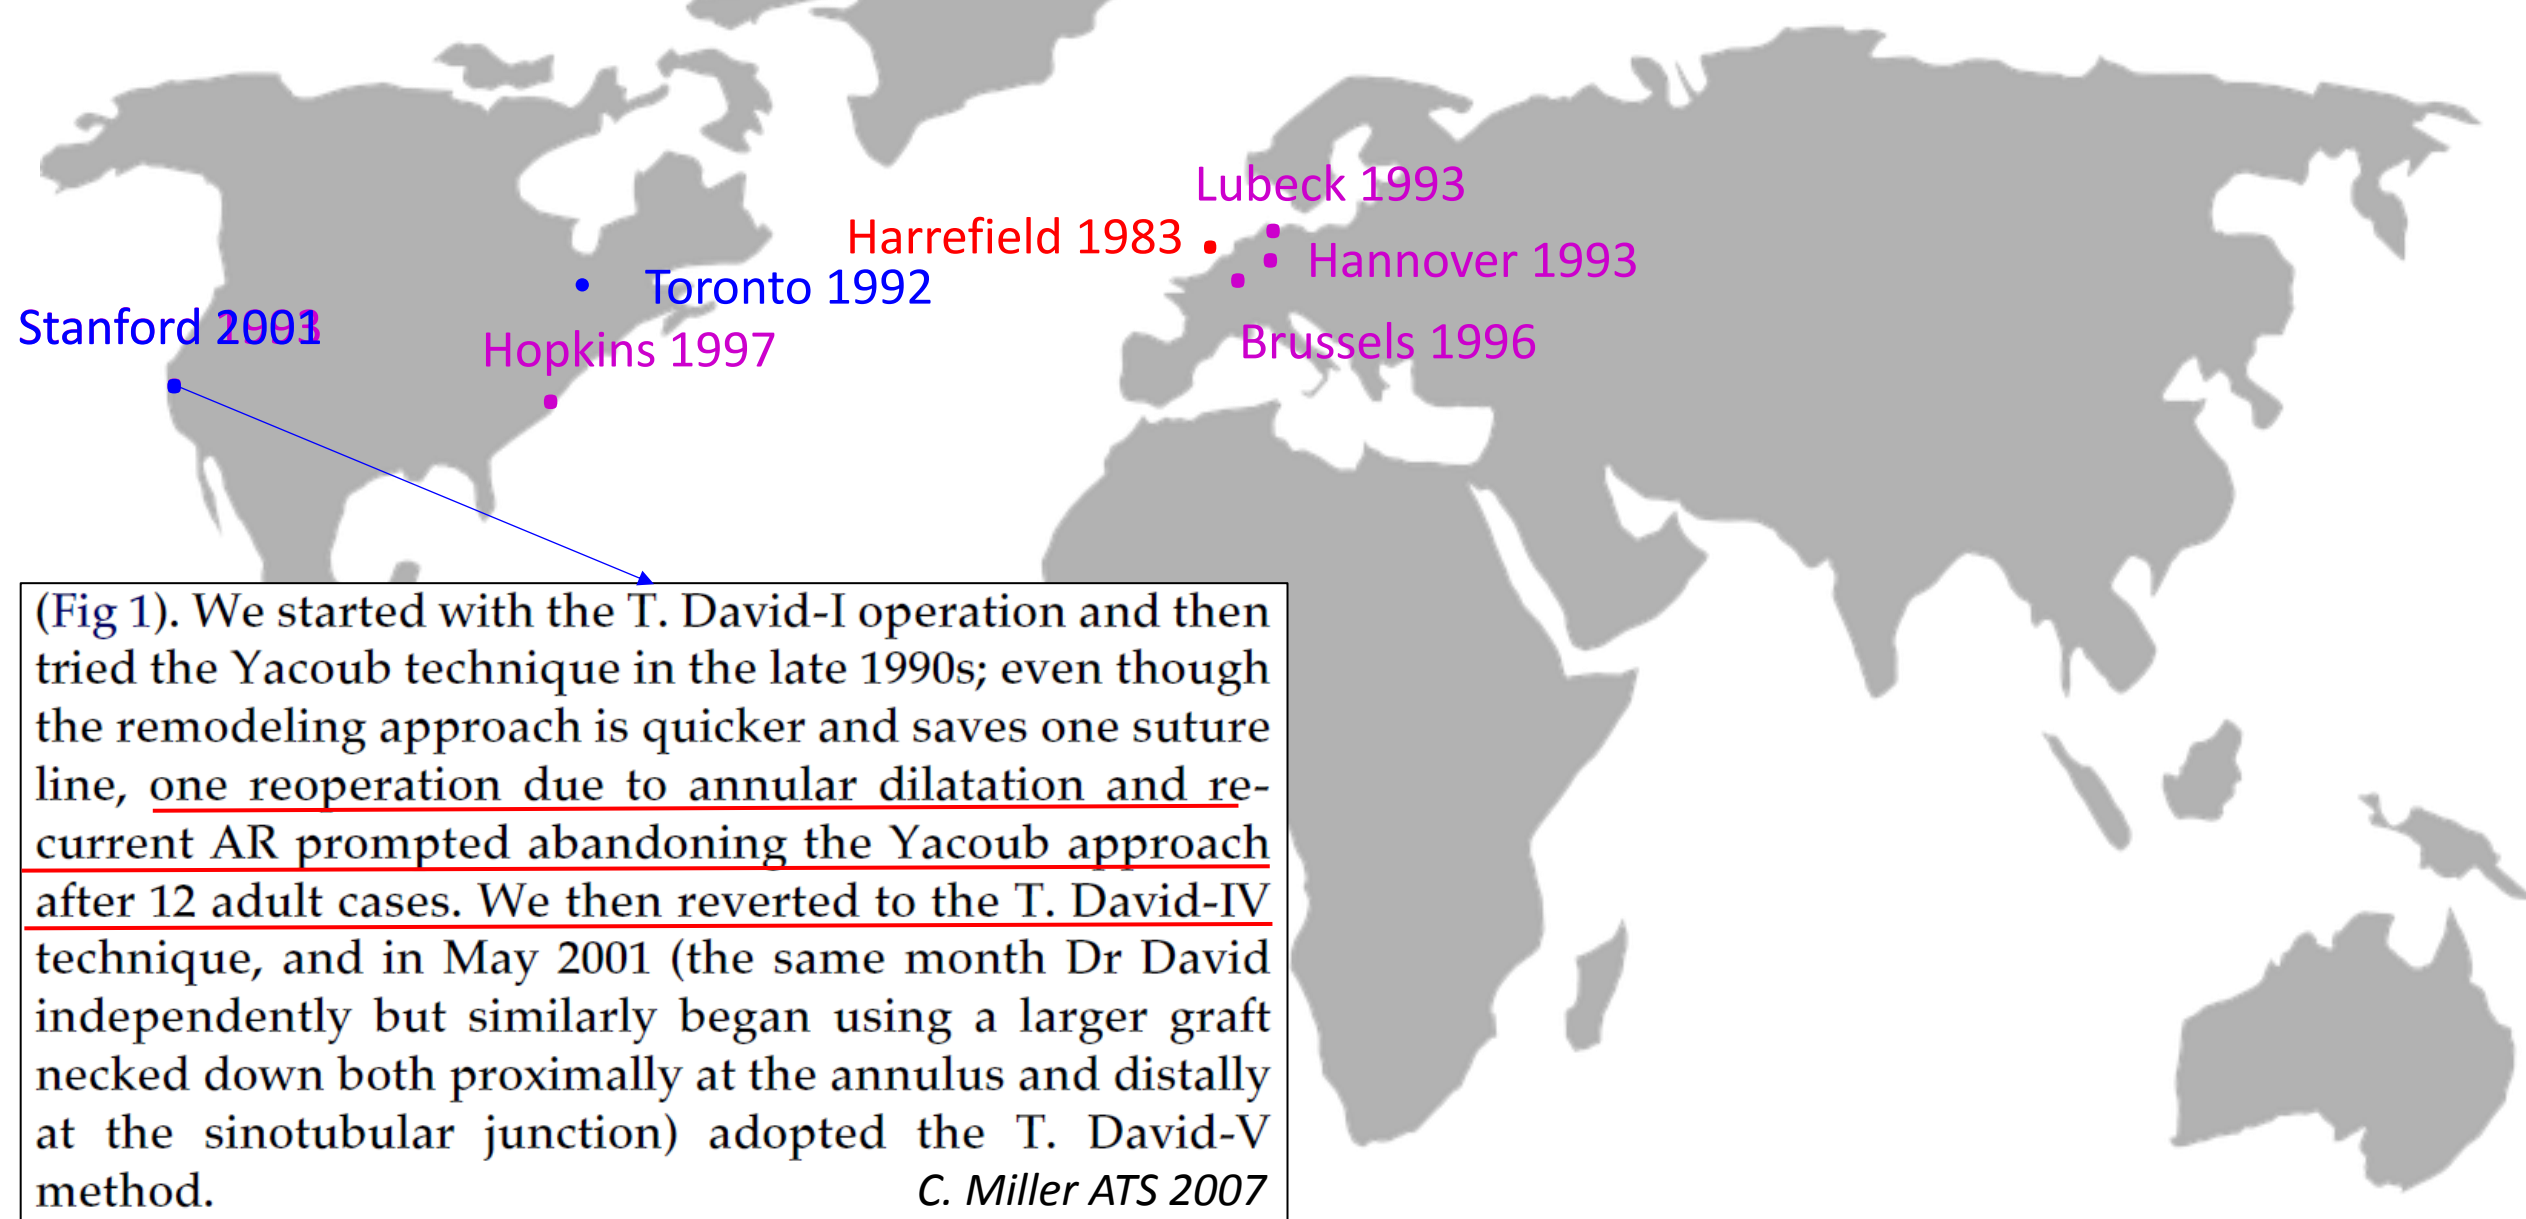 Lubeck 1993
Harrefield 1983
Hannover 1993
Toronto 1992
Stanford 2001
1993
Hopkins 1997
Brussels 1996
(Fig 1). We started with the T. David-I operation and then
tried the Yacoub technique in the late 1990s; even though
the remodeling approach is quicker and saves one suture
line, one reoperation due to annular dilatation and re-
current AR prompted abandoning the Yacoub approach
after 12 adult cases. We then reverted to the T. David-IV
technique, and in May 2001 (the same month Dr David
independently but similarly began using a larger graft
necked down both proximally at the annulus and distally
at the sinotubular junction) adopted the T. David-V
method.
C. Miller ATS 2007